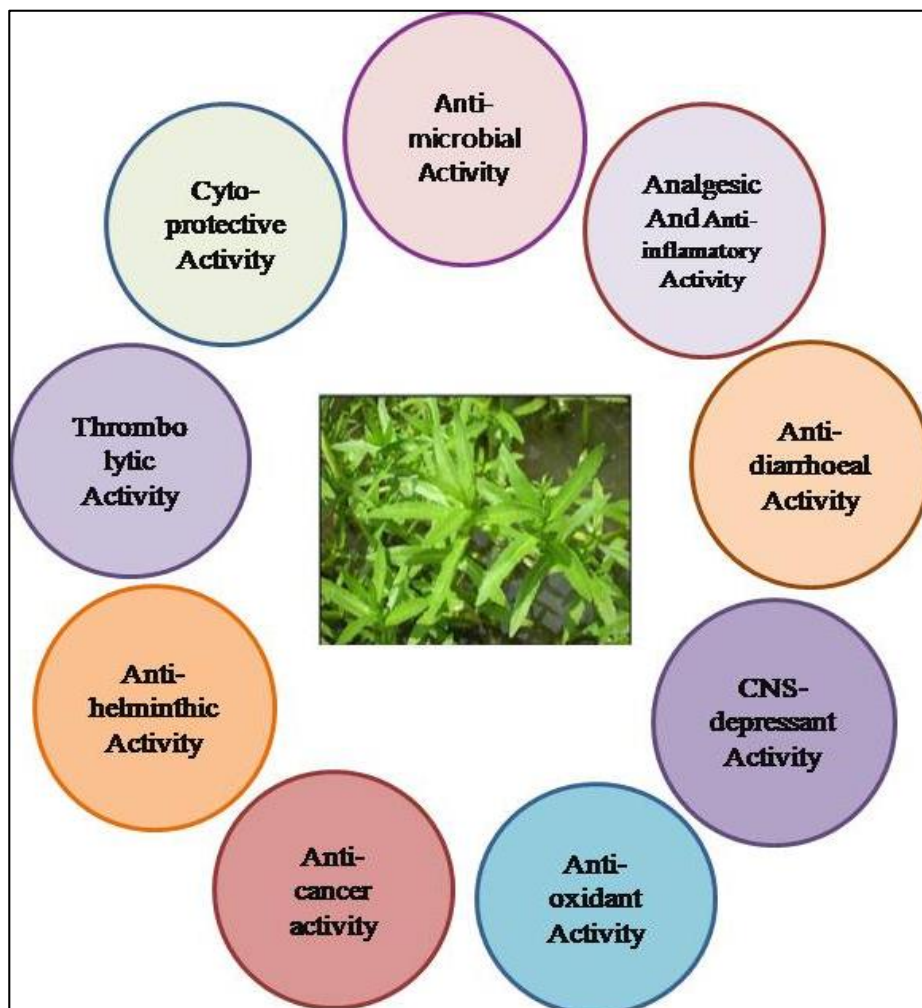 Anti-
microbial
Activity
Analgesic
And Anti-
inflamatory
Activity
Anti-
diarrhoeal
Activity
CNS-
depressant
Activity
Anti-
oxidant
Activity
Anti-
cancer
activity
Anti-
helminthic
Activity
Thrombo
lytic
Activity
Cyto-
protective
Activity